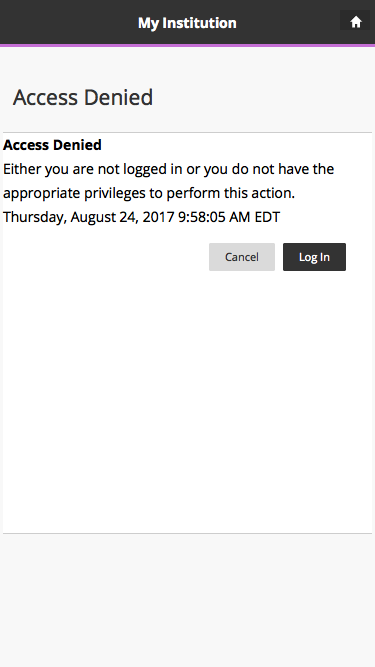 My Institution
Access Denied
Access Denied
Either you are not logged in or you do not have the
appropriate privileges to perform this action.
Thursday, August 24, 2017 9:58:05 AM EDT
Cancel
Log In